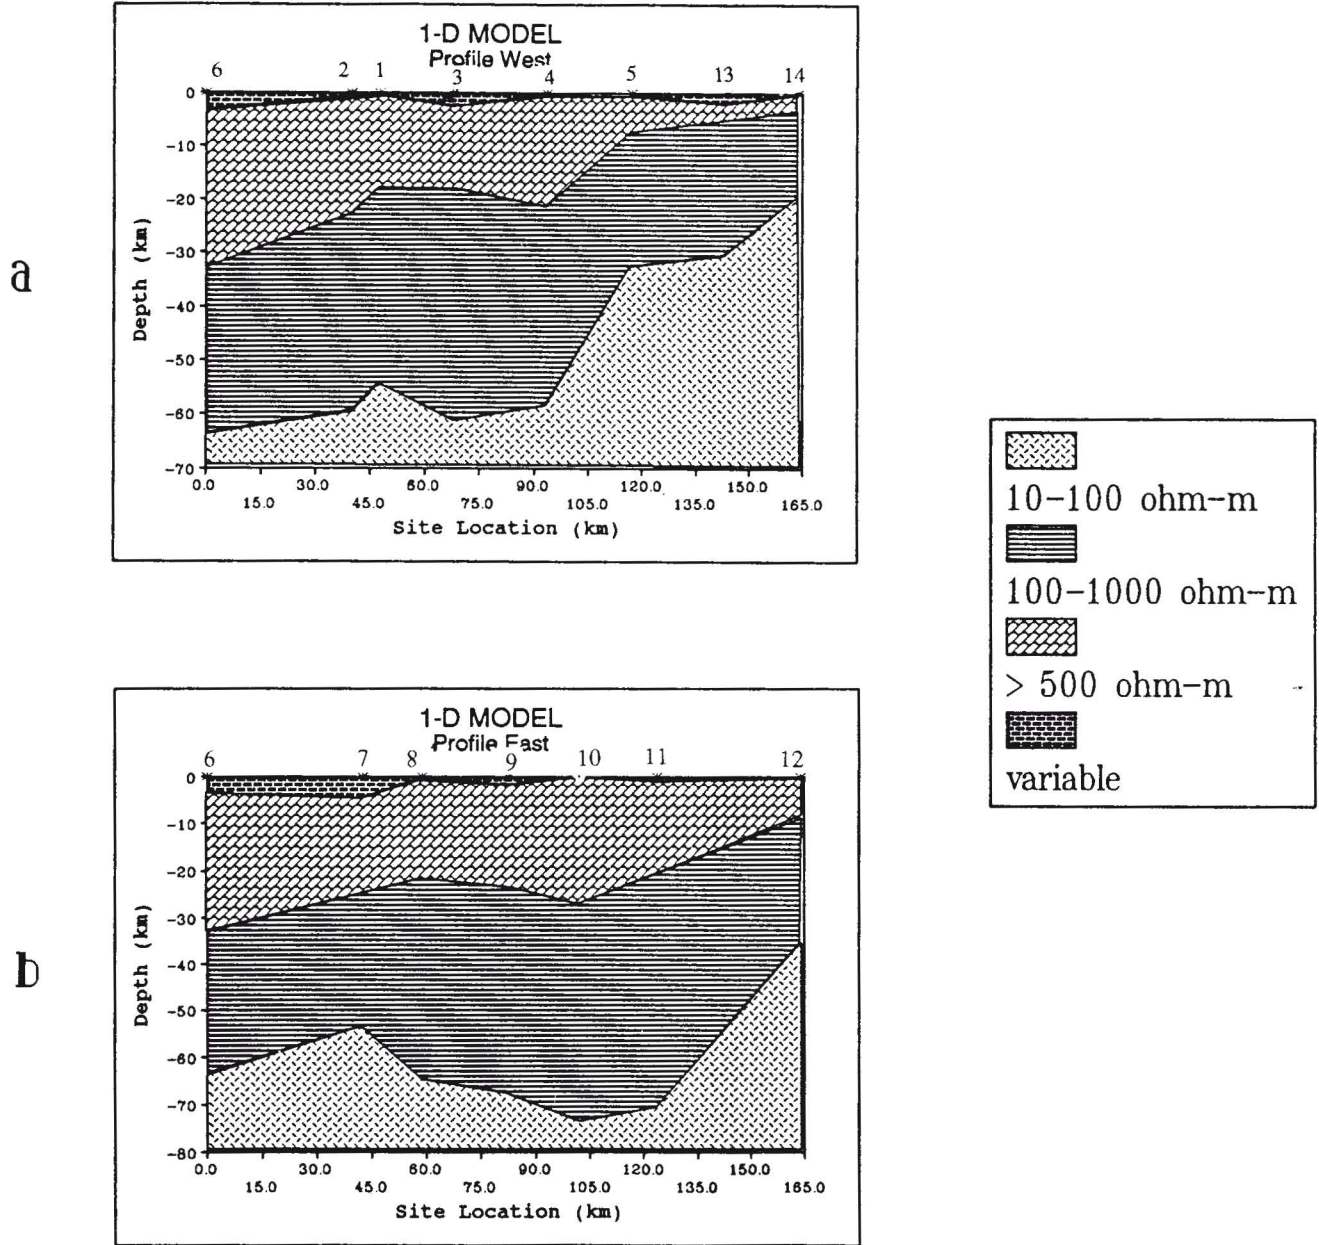 a
1-D MODEL
Profile West
6 2 1 3 4 5 13 14
0
-10
-20
-30
-40
-50
-60
-70
Depth (km)
0.0 30.0 60.0 90.0 120.0 150.0
15.0 45.0 75.0 105.0 135.0 165.0
Site Location (km)
10-100 ohm-m
100-1000 ohm-m
> 500 ohm-m
variable
b
1-D MODEL
Profile East
6 7 8 9 10 11 12
0
-10
-20
-30
-40
-50
-60
-70
-80
Depth (km)
0.0 30.0 60.0 90.0 120.0 150.0
15.0 45.0 75.0 105.0 135.0 165.0
Site Location (km)